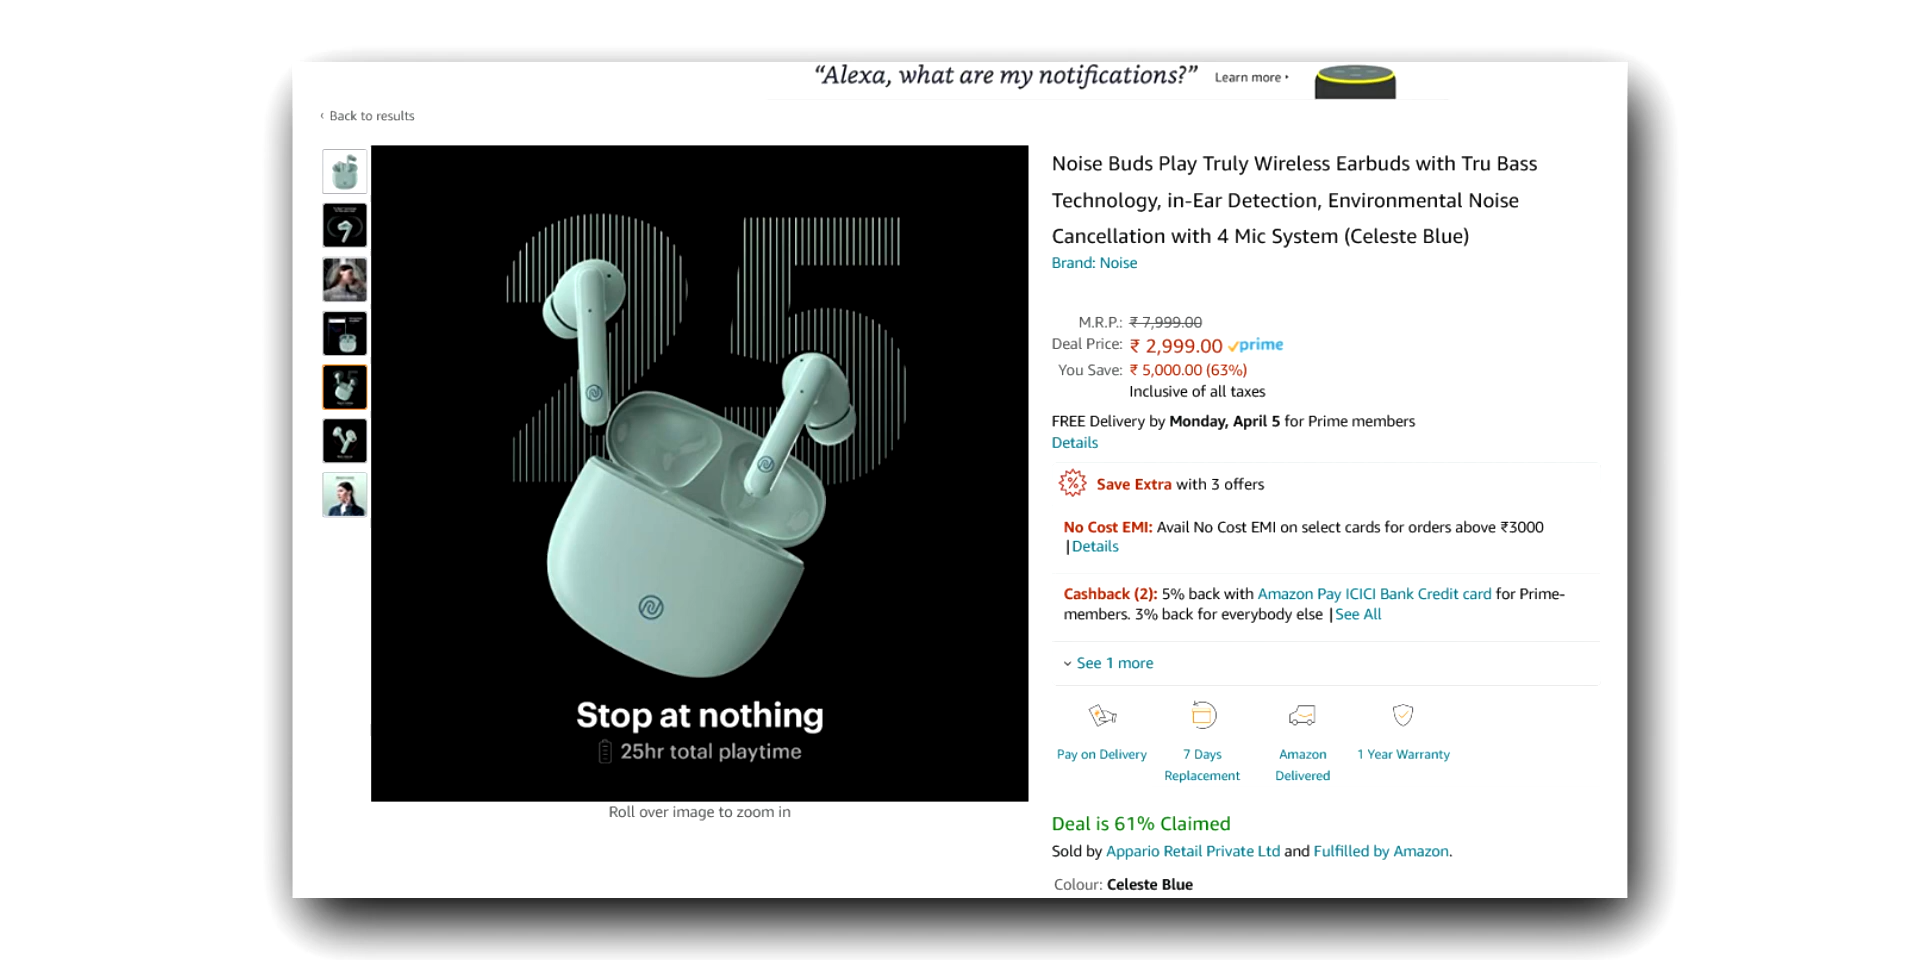 “Alexa, what are my notifications?” Learn more ‣
‹ Back to results
Noise Buds Play Truly Wireless Earbuds with Tru Bass
Technology, in-Ear Detection, Environmental Noise
Cancellation with 4 Mic System (Celeste Blue)
Brand: Noise
M.R.P.: ₹ 7,999.00
Deal Price: ₹ 2,999.00 prime
You Save: ₹ 5,000.00 (63%)
Inclusive of all taxes
FREE Delivery by Monday, April 5 for Prime members
Details
% Save Extra with 3 offers
No Cost EMI: Avail No Cost EMI on select cards for orders above ₹3000
|Details
Cashback (2): 5% back with Amazon Pay ICICI Bank Credit card for Prime-
members. 3% back for everybody else |See All
See 1 more
Pay on Delivery
7 Days
Replacement
Amazon
Delivered
1 Year Warranty
Deal is 61% Claimed
Sold by Appario Retail Private Ltd and Fulfilled by Amazon.
Colour: Celeste Blue
25
Stop at nothing
25hr total playtime
Roll over image to zoom in